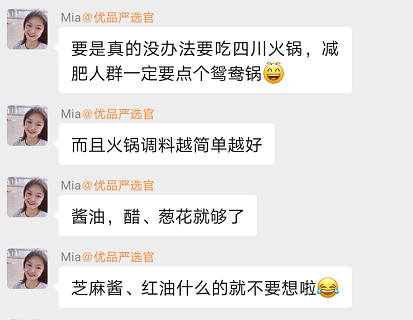 Mia@优品严选官
要是真的没办法要吃四川火锅，减
肥人群一定要点个鸳鸯锅😄
Mia@优品严选官
而且火锅调料越简单越好
Mia@优品严选官
酱油，醋、葱花就够了
Mia@优品严选官
芝麻酱、红油什么的就不要想啦😂